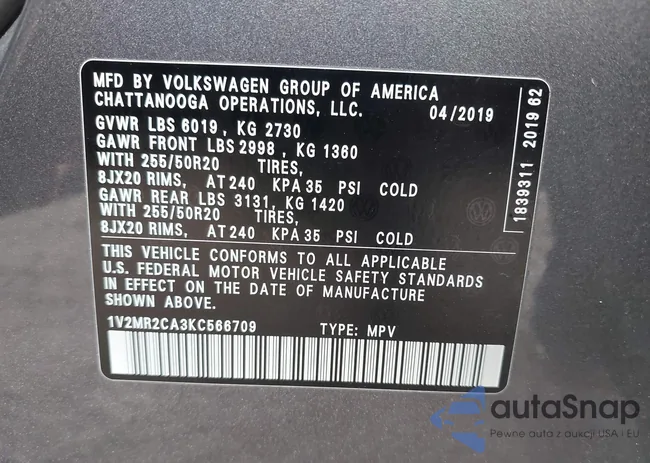 MFD BY VOLKSWAGEN GROUP OF AMERICA
CHATTANOOGA OPERATIONS, LLC. 04/2019
GVWR LBS 6019 , KG 2730
GAWR FRONT LBS 2998 , KG 1360
WITH 255/50R20 TIRES,
8JX20 RIMS, AT 240 KPA 35 PSI COLD
GAWR REAR LBS 3131, KG 1420
WITH 255/50R20 TIRES,
8JX20 RIMS, AT 240 KPA 35 PSI COLD
THIS VEHICLE CONFORMS TO ALL APPLICABLE
U.S. FEDERAL MOTOR VEHICLE SAFETY STANDARDS
IN EFFECT ON THE DATE OF MANUFACTURE
SHOWN ABOVE.
1V2MR2CA3KC566709 TYPE: MPV
1839311 2019 62
autaSnap
Pewne auta z aukcji USA i EU